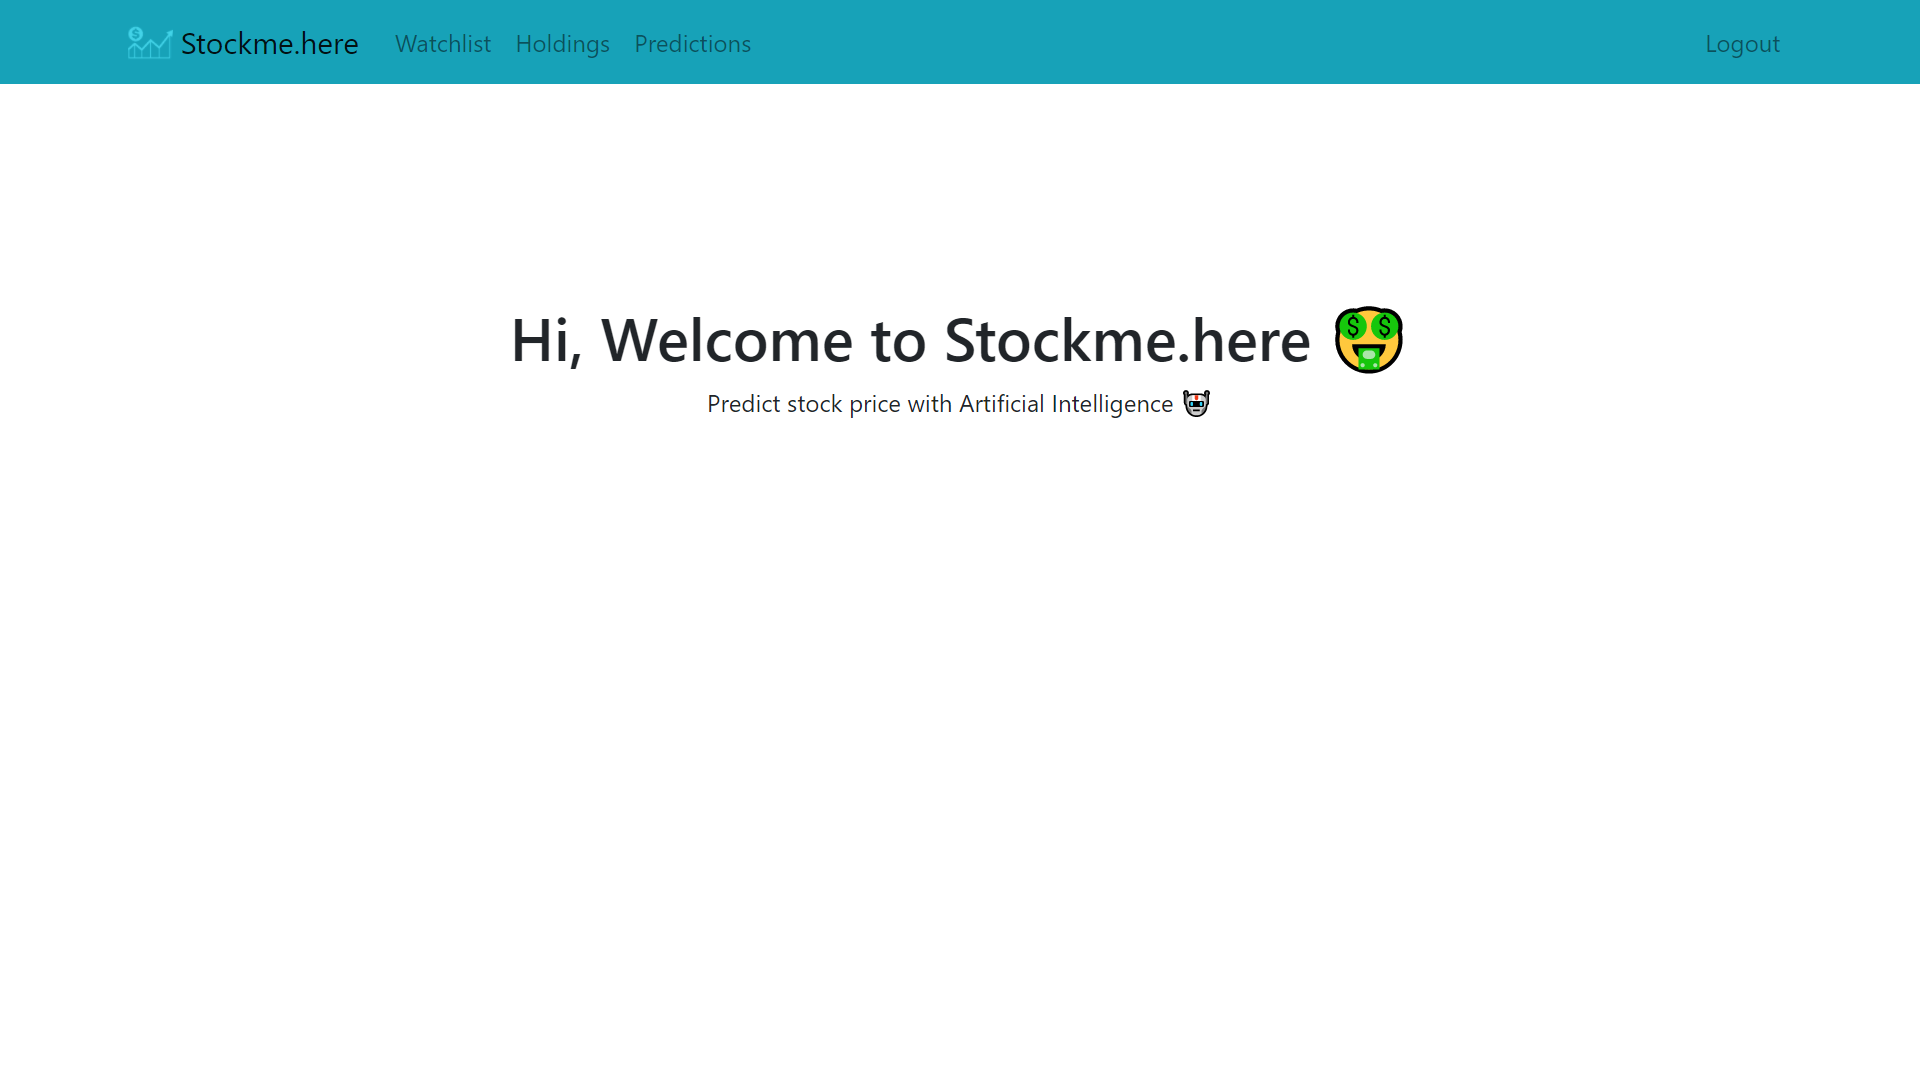 Stockme.here Watchlist Holdings Predictions Logout
Hi, Welcome to Stockme.here 🤑
Predict stock price with Artificial Intelligence 🤖